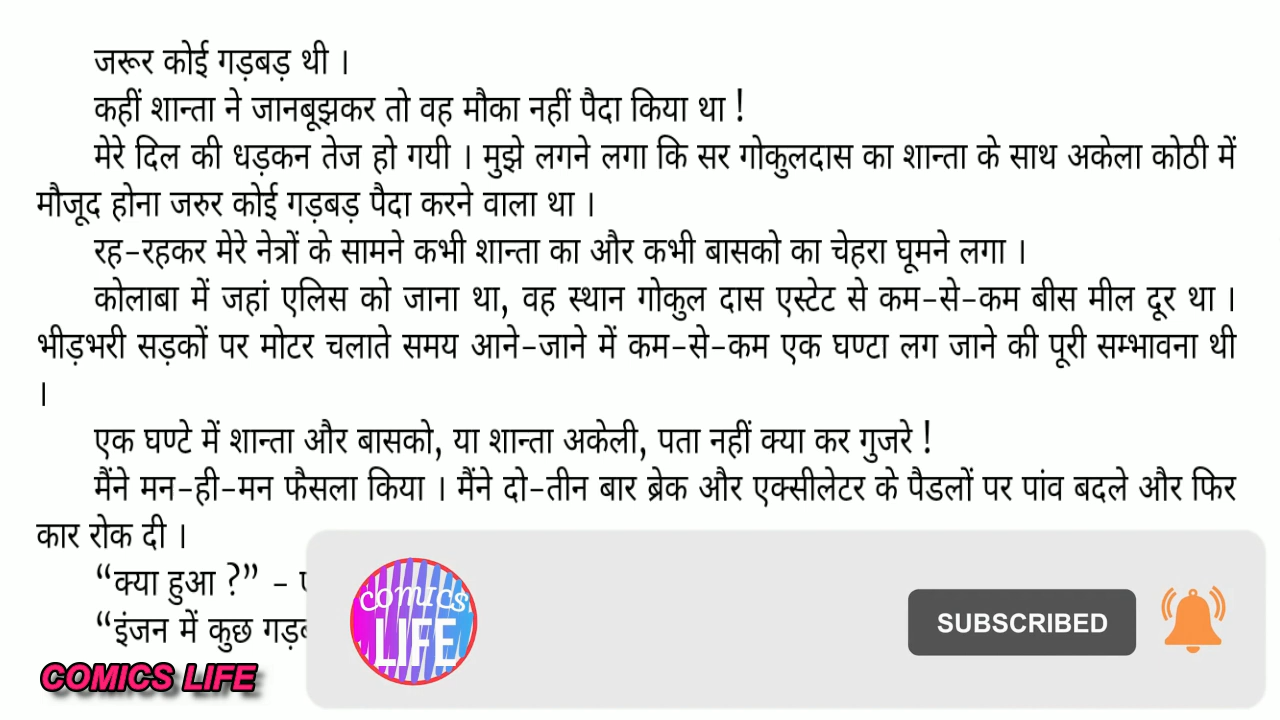 जरूर कोई गड़बड़ थी ।
कहीं शान्ता ने जानबूझकर तो वह मौका नहीं पैदा किया था !
मेरे दिल की धड़कन तेज हो गयी । मुझे लगने लगा कि सर गोकुलदास का शान्ता के साथ अकेला कोठी में
मौजूद होना जरुर कोई गड़बड़ पैदा करने वाला था ।
रह-रहकर मेरे नेत्रों के सामने कभी शान्ता का और कभी बासको का चेहरा घूमने लगा ।
कोलाबा में जहां एलिस को जाना था, वह स्थान गोकुल दास एस्टेट से कम-से-कम बीस मील दूर था ।
भीड़भरी सड़कों पर मोटर चलाते समय आने-जाने में कम-से-कम एक घण्टा लग जाने की पूरी सम्भावना थी
।
एक घण्टे में शान्ता और बासको, या शान्ता अकेली, पता नहीं क्या कर गुजरे !
मैंने मन-ही-मन फैसला किया । मैंने दो-तीन बार ब्रेक और एक्सीलेटर के पैडलों पर पांव बदले और फिर
कार रोक दी ।
“क्या हुआ ?” -
“इंजन में कुछ
comics
LIFE
SUBSCRIBED
COMICS LIFE